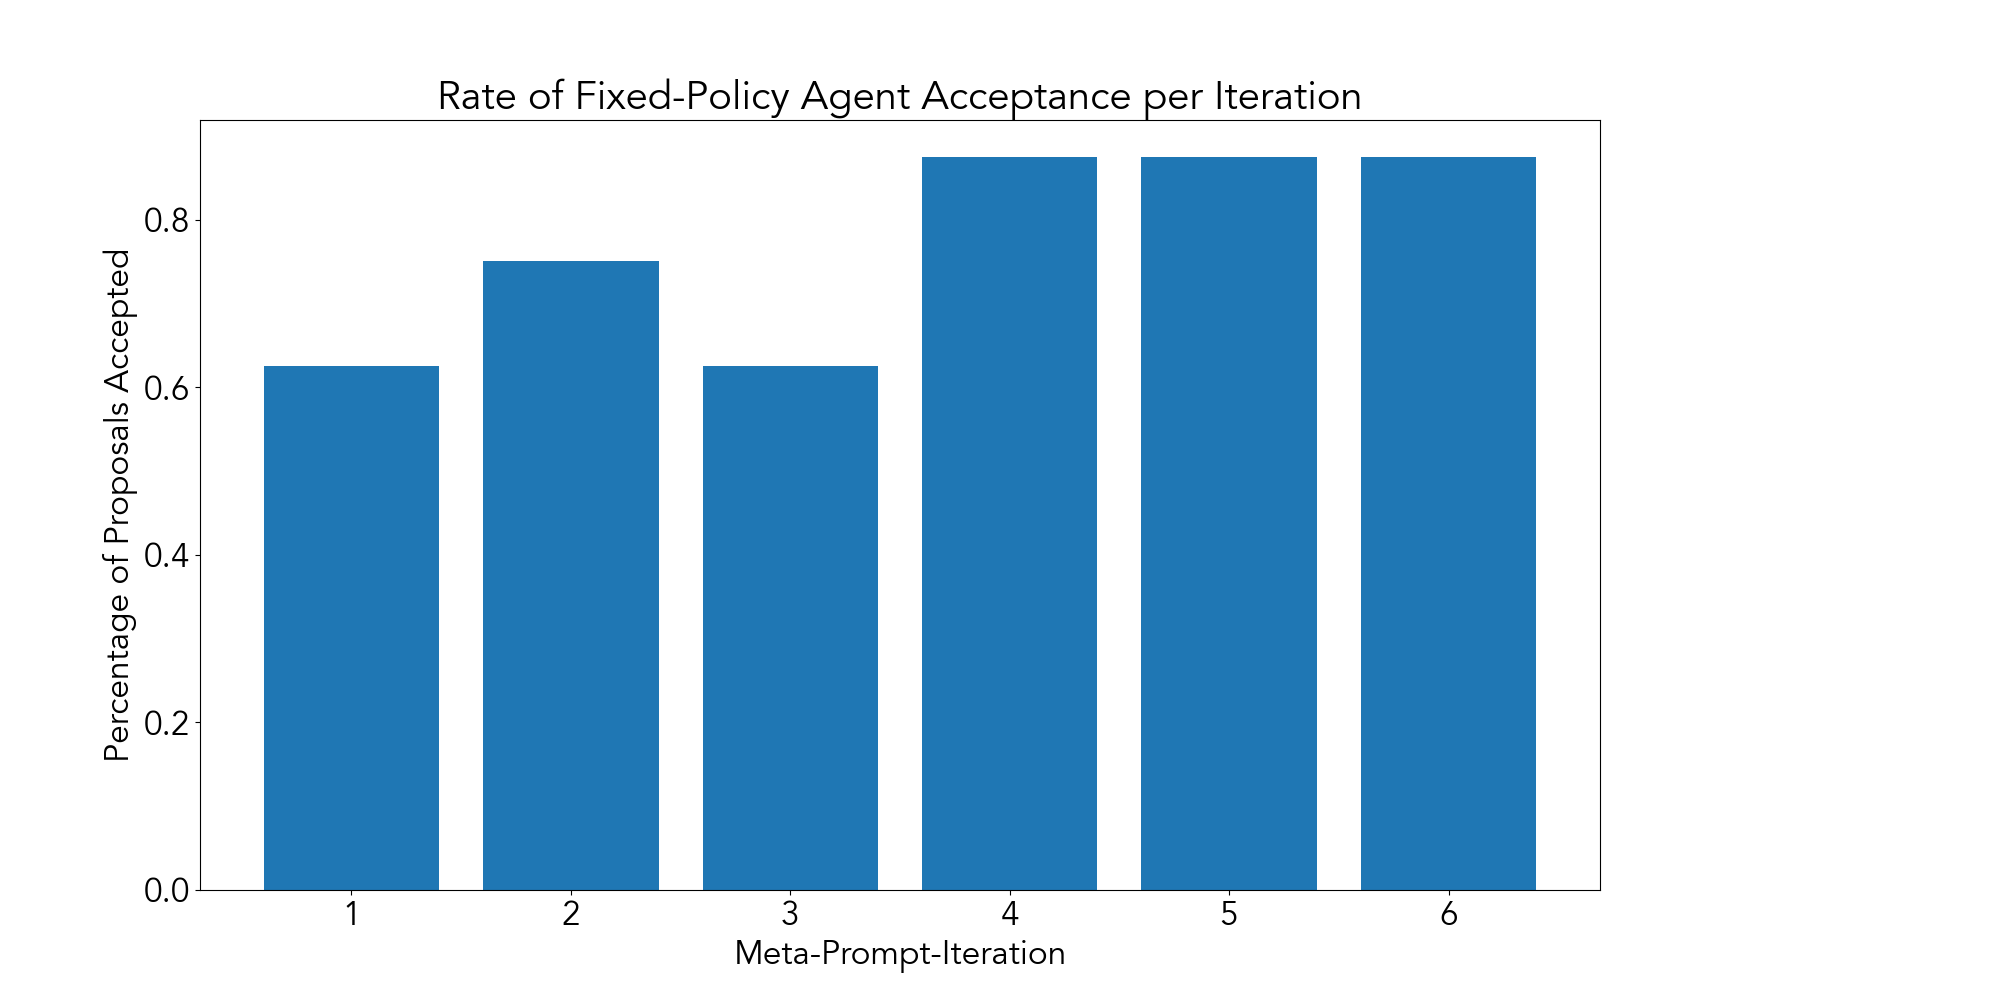 Rate of Fixed-Policy Agent Acceptance per Iteration
Percentage of Proposals Accepted
0.8
0.6
0.4
0.2
0.0
1 2 3 4 5 6
Meta-Prompt-Iteration